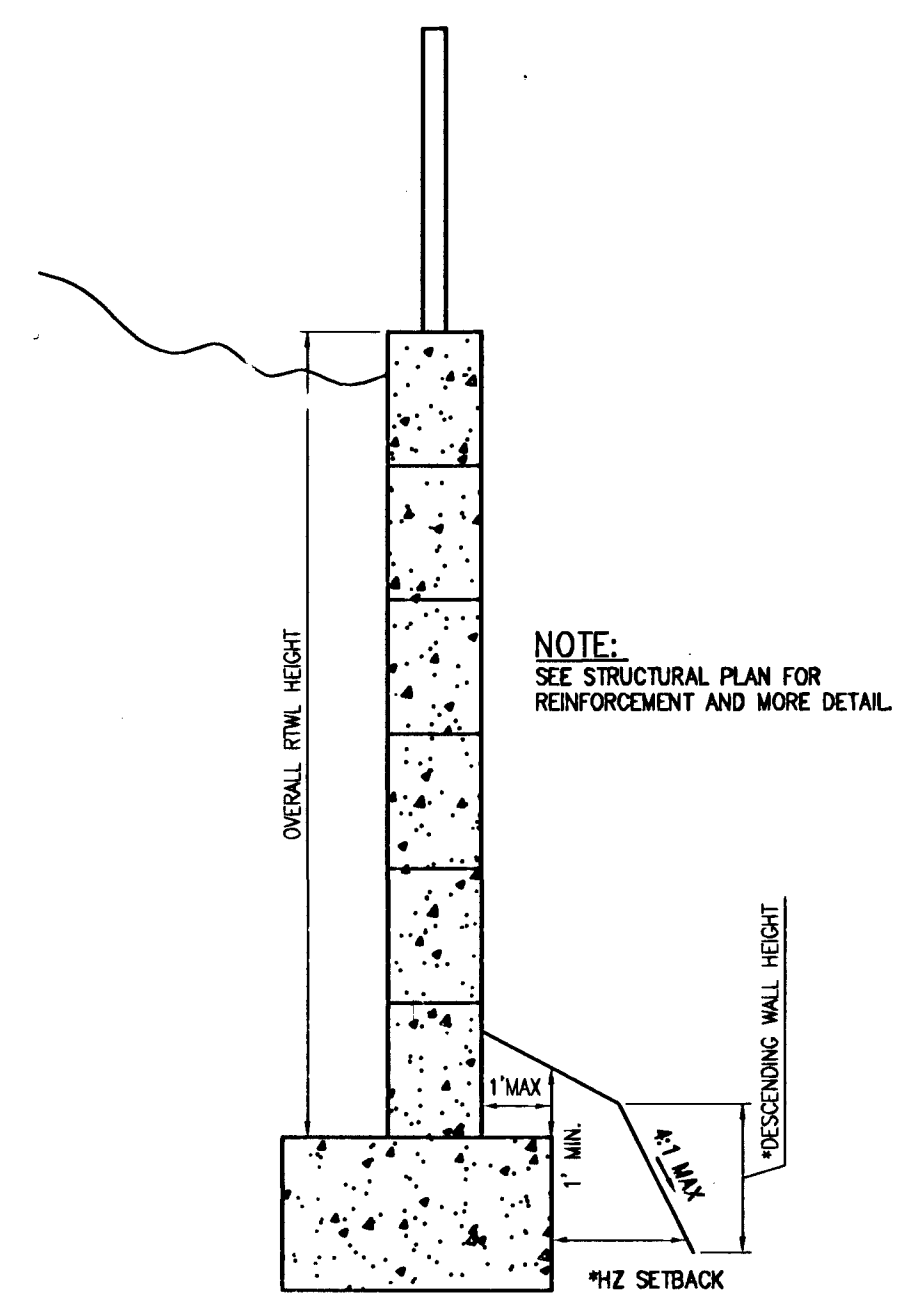 OVERALL RTWL HEIGHT
NOTE:
SEE STRUCTURAL PLAN FOR
REINFORCEMENT AND MORE DETAIL.
1'MAX
1' MIN.
4:1 MAX
*DESCENDING WALL HEIGHT
*HZ SETBACK